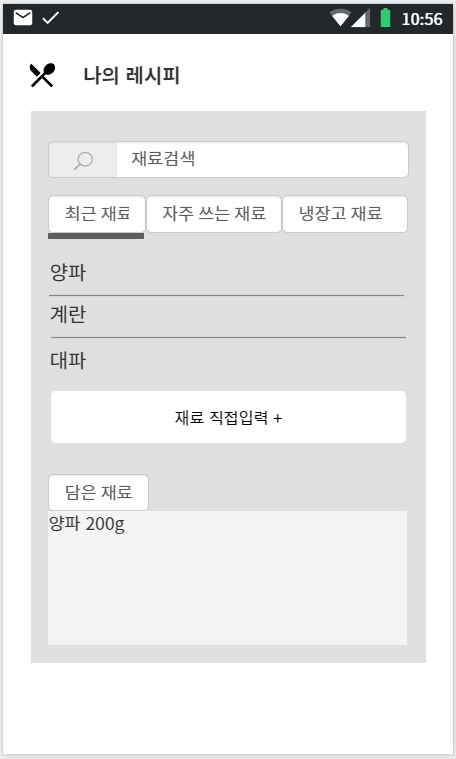 10:56
나의 레시피
재료검색
최근 재료 자주 쓰는 재료 냉장고 재료
양파
계란
대파
재료 직접입력 +
담은 재료
양파 200g